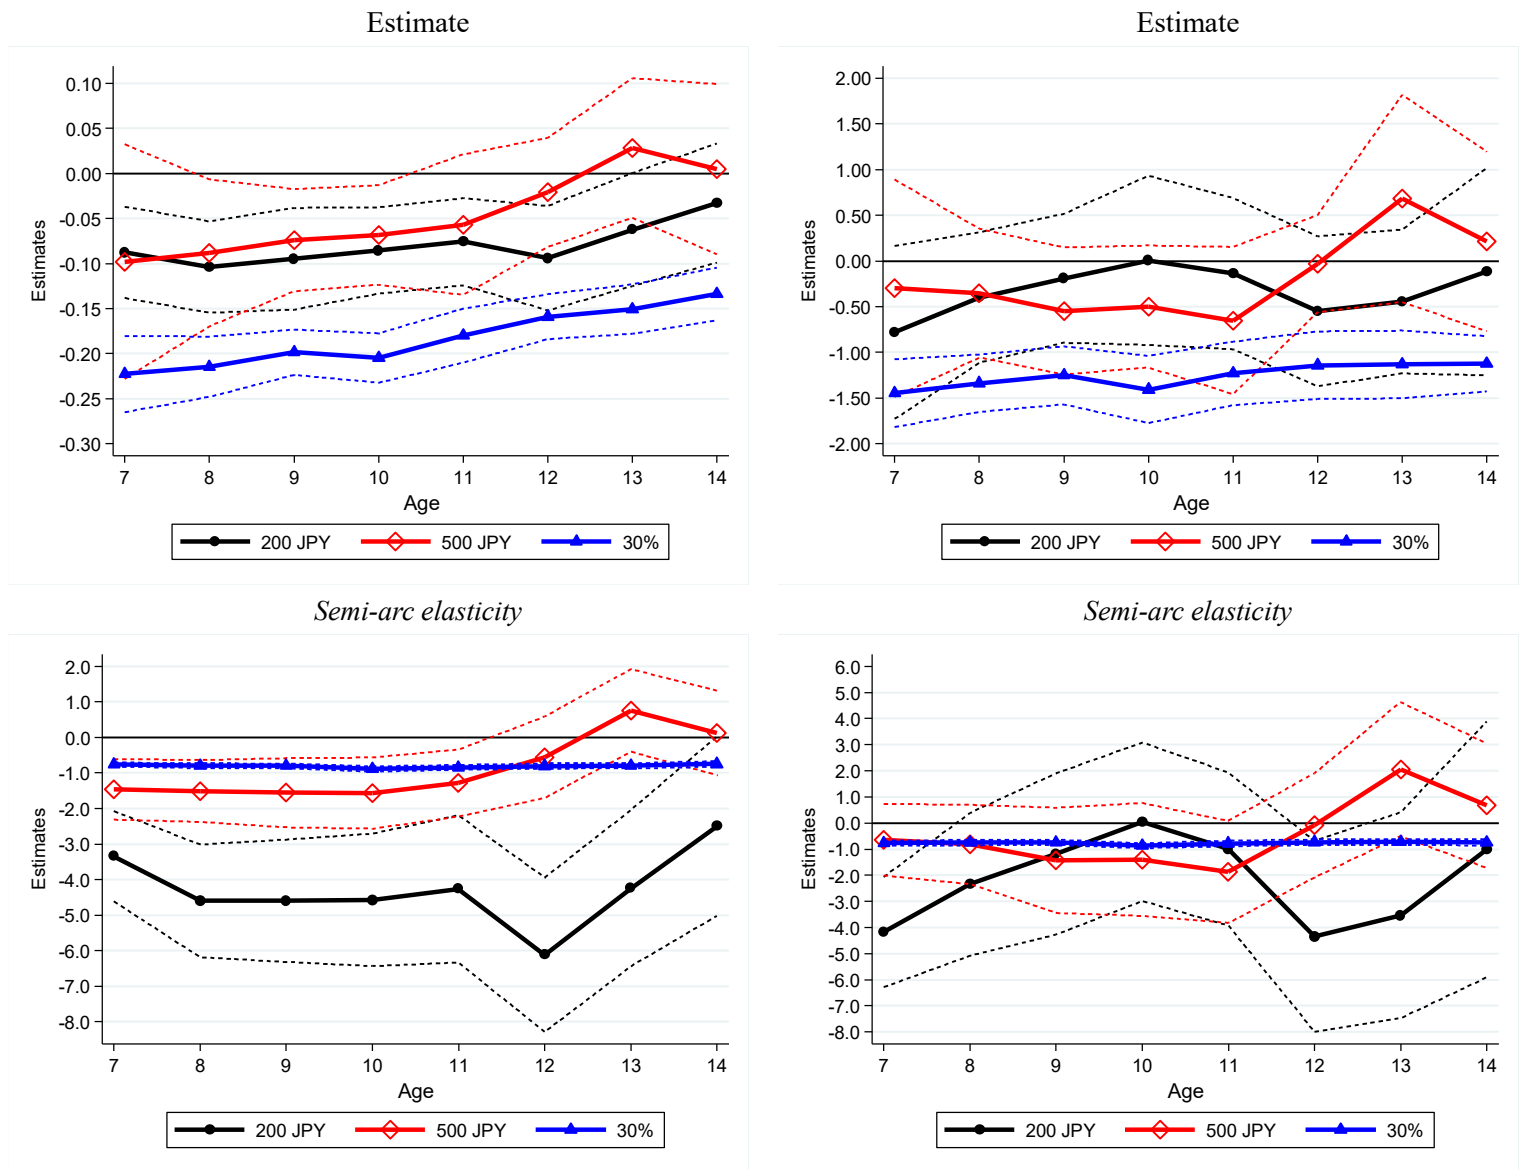 Estimate
0.10
0.05
0.00
-0.05
-0.10
-0.15
-0.20
-0.25
-0.30
Estimates
7 8 9 10 11 12 13 14
Age
200 JPY 500 JPY 30%
Estimate
2.00
1.50
1.00
0.50
0.00
-0.50
-1.00
-1.50
-2.00
Estimates
7 8 9 10 11 12 13 14
Age
200 JPY 500 JPY 30%
Semi-arc elasticity
2.0
1.0
0.0
-1.0
-2.0
-3.0
-4.0
-5.0
-6.0
-7.0
-8.0
Estimates
7 8 9 10 11 12 13 14
Age
200 JPY 500 JPY 30%
Semi-arc elasticity
6.0
5.0
4.0
3.0
2.0
1.0
0.0
-1.0
-2.0
-3.0
-4.0
-5.0
-6.0
-7.0
-8.0
Estimates
7 8 9 10 11 12 13 14
Age
200 JPY 500 JPY 30%